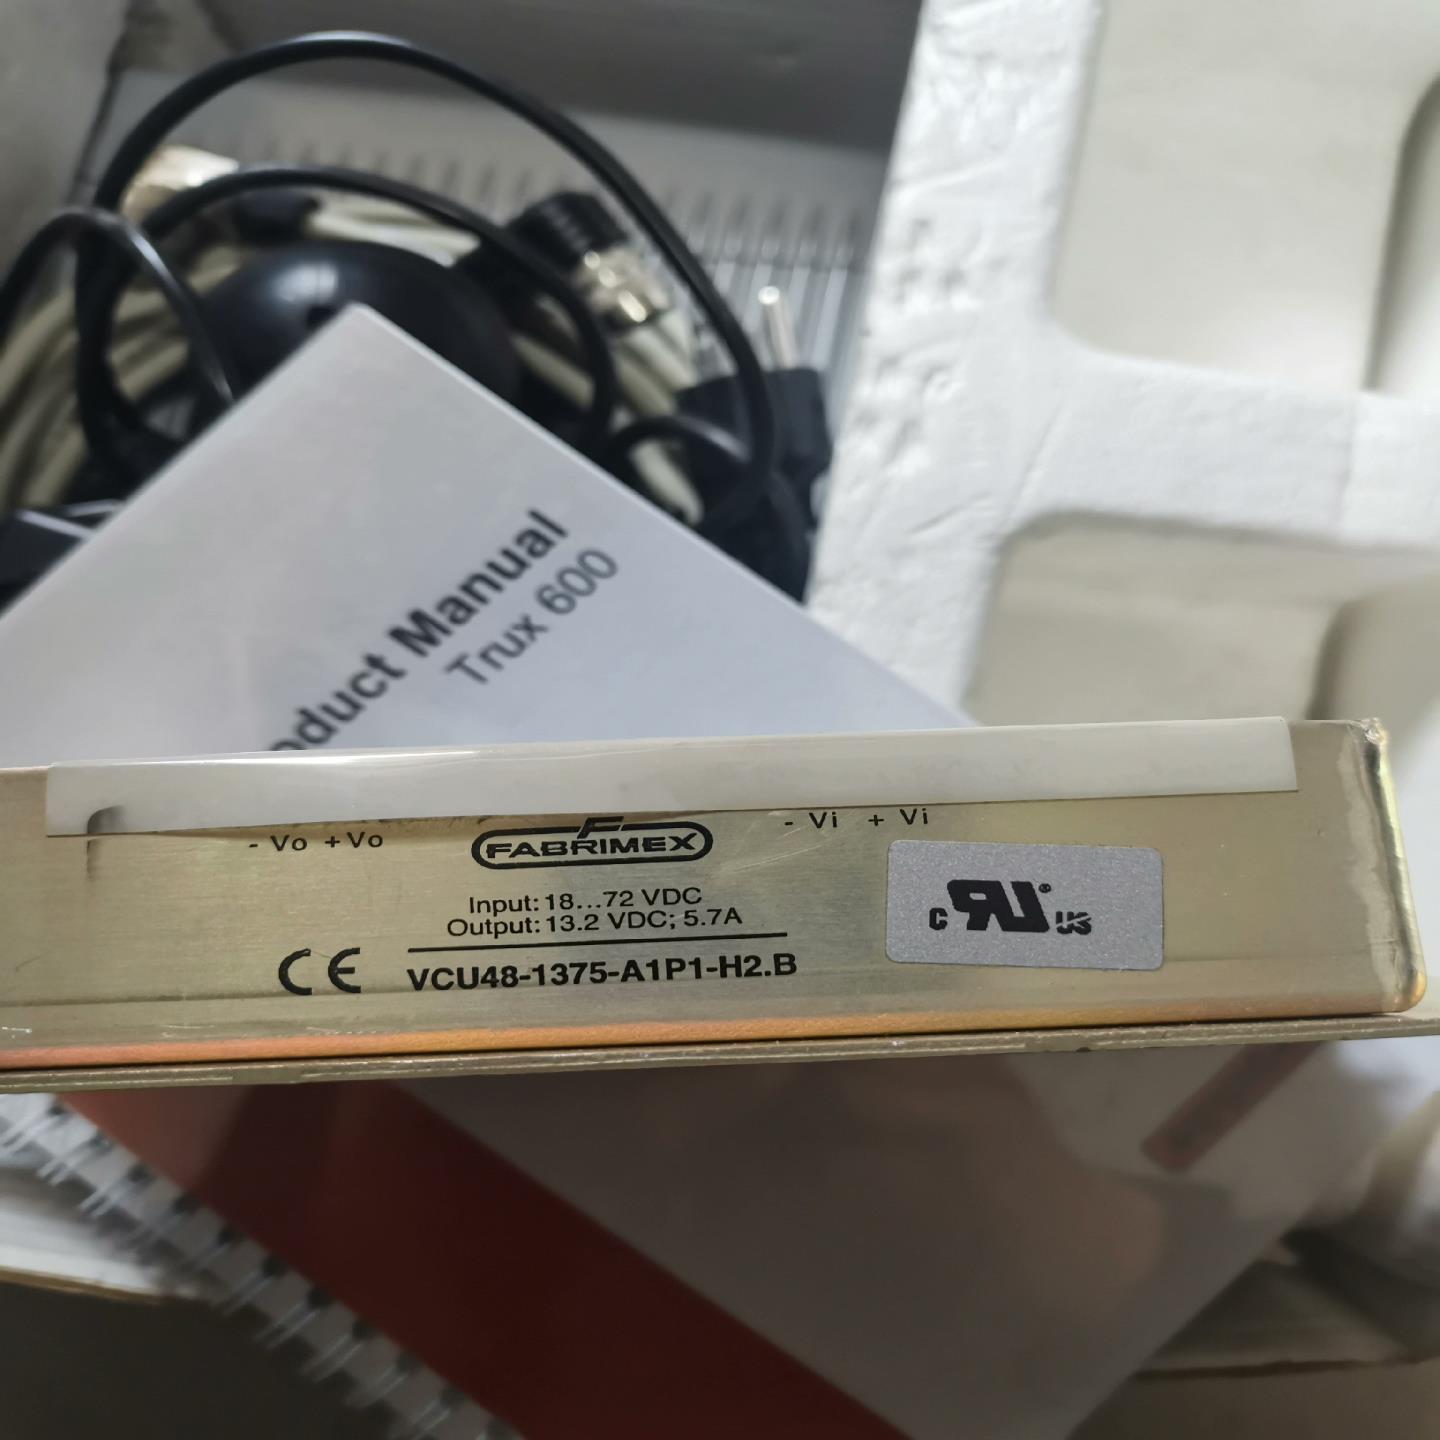 oduct Manual
Trux 600
- Vo +Vo
FABRIMEX
- Vi + Vi
Input: 18...72 VDC
Output: 13.2 VDC; 5.7A
CE
VCU48-1375-A1P1-H2.B
c RU® US